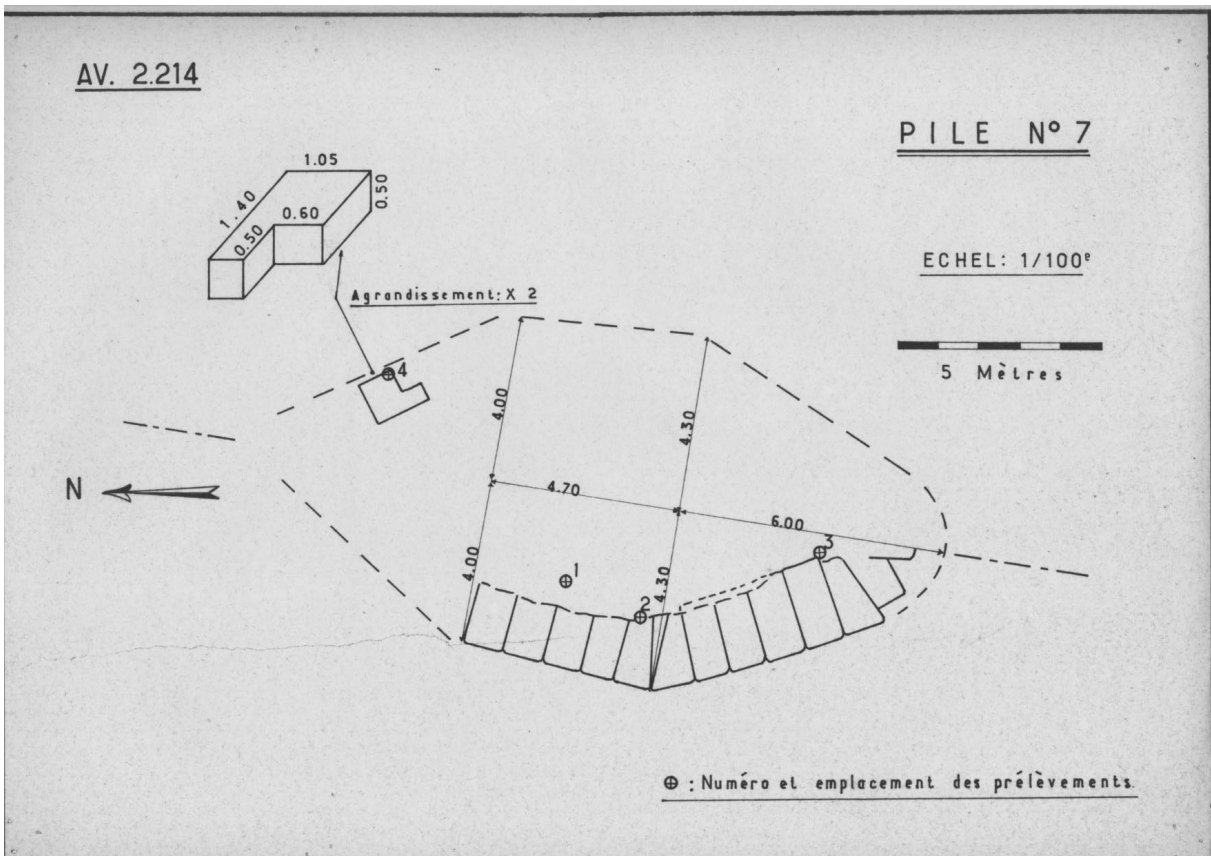 AV. 2.214
PILE N° 7
1.05
1.40
0.60
0.50
0.50
ECHEL: 1/100e
Agrandissement: X 2
5 Mètres
4
4.00
4.30
N
4.70
6.00
4.00
1
3
4.30
2
⊕ : Numéro et emplacement des prélèvements